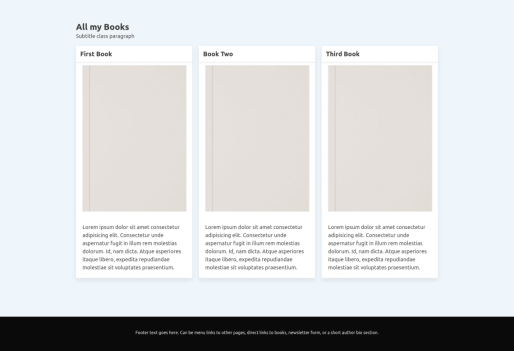 All my Books
Subtitle class paragraph
First Book
Book Two
Third Book
Lorem ipsum dolor sit amet consectetur
adipisicing elit. Consectetur unde
aspernatur fugit in illum rem molestias
dolorum. Id, nam dicta. Atque asperiores
itaque libero, expedita repudiandae
molestiae sit voluptates praesentium.
Lorem ipsum dolor sit amet consectetur
adipisicing elit. Consectetur unde
aspernatur fugit in illum rem molestias
dolorum. Id, nam dicta. Atque asperiores
itaque libero, expedita repudiandae
molestiae sit voluptates praesentium.
Lorem ipsum dolor sit amet consectetur
adipisicing elit. Consectetur unde
aspernatur fugit in illum rem molestias
dolorum. Id, nam dicta. Atque asperiores
itaque libero, expedita repudiandae
molestiae sit voluptates praesentium.
Footer text goes here. Can be menu links to other pages, direct links to books, newsletter form, or a short author bio section.